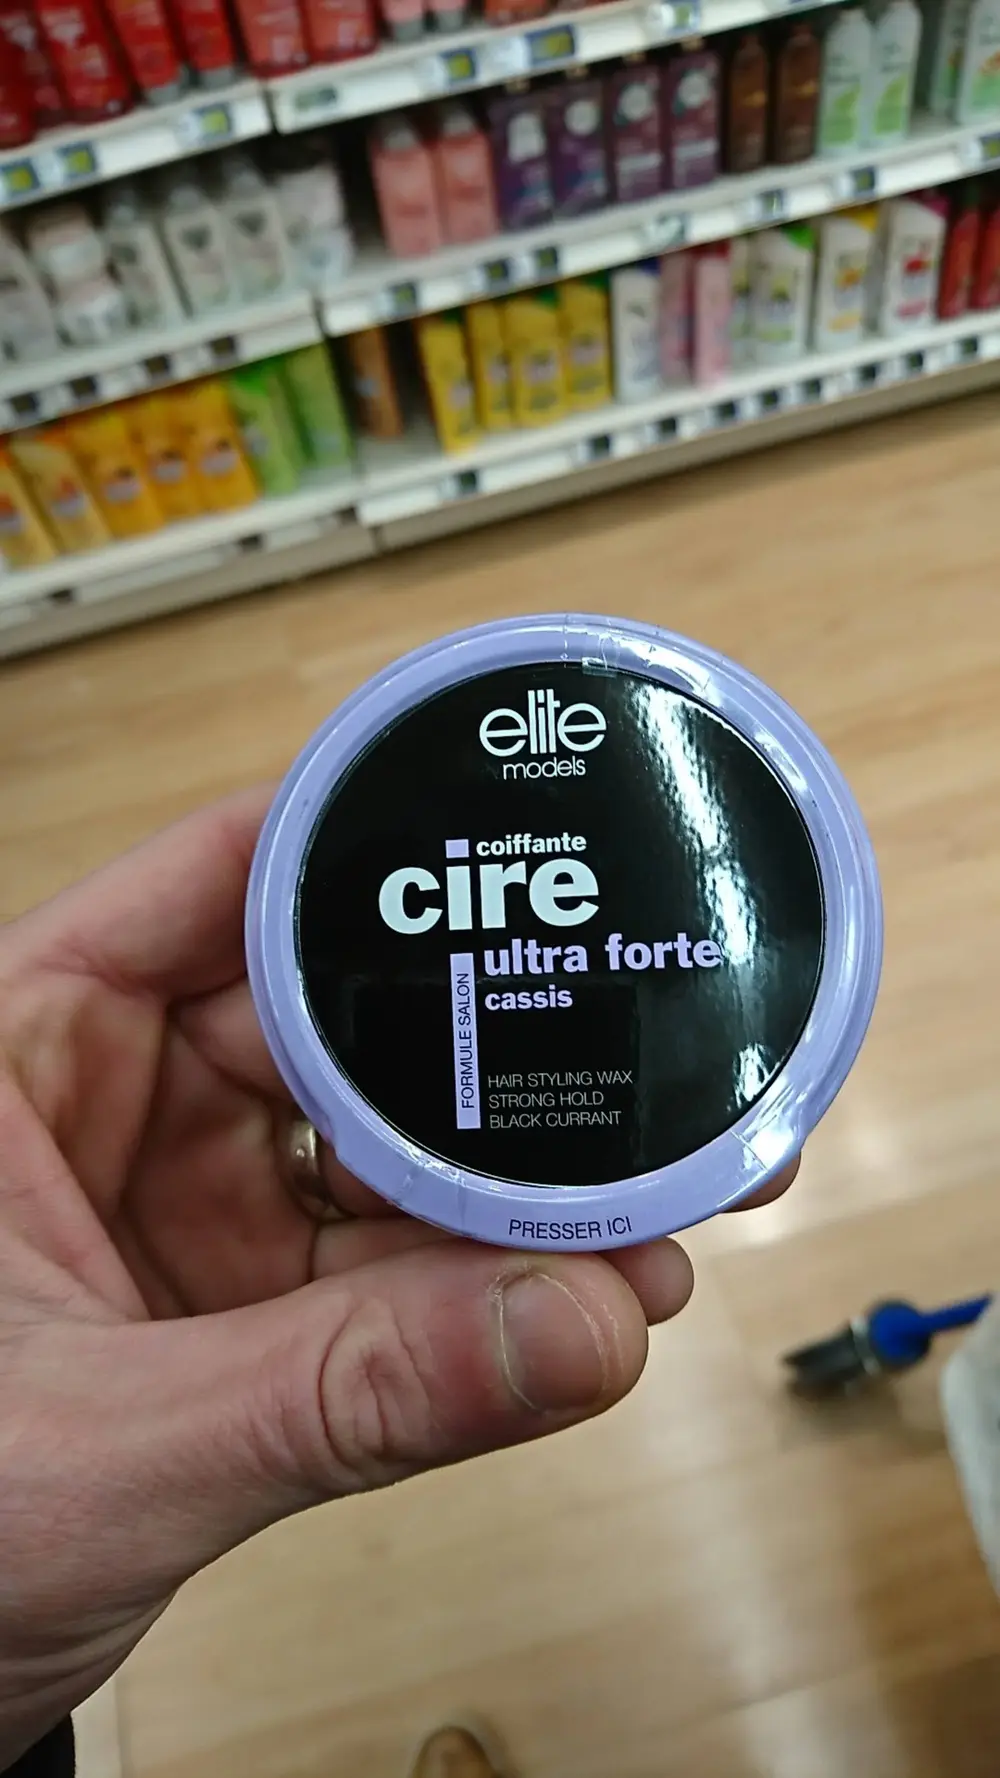 elite
models
coiffante
cire
ultra forte
cassis
FORMULE SALON
HAIR STYLING WAX
STRONG HOLD
BLACK CURRANT
PRESSER ICI